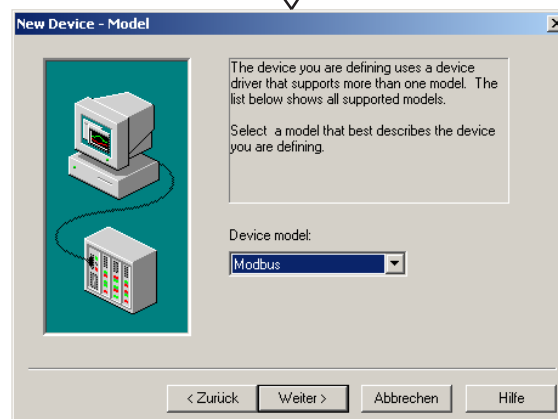 New Device - Model
The device you are defining uses a device
driver that supports more than one model. The
list below shows all supported models.
Select a model that best describes the device
you are defining.
Device model:
Modbus
< Zurück
Weiter >
Abbrechen
Hilfe